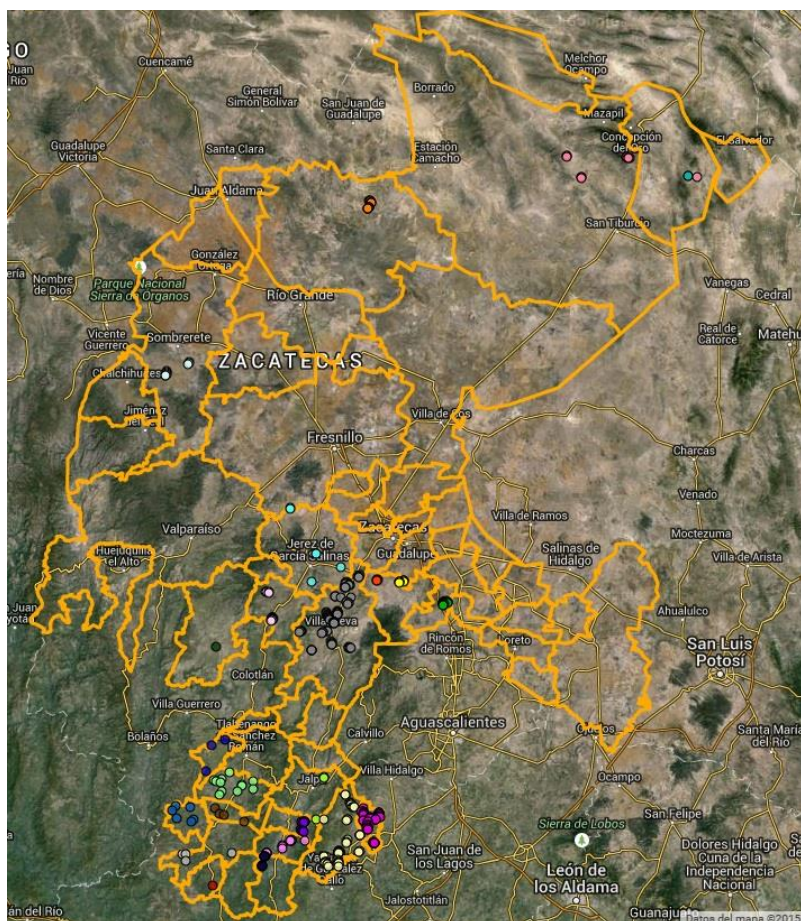 GO
Juan
Río
Cuencamé
Melchor
Ocampo
General
Simón Bolívar
San Juan de
Guadalupe
Borrado
Mazapil
Concepción
del Oro
El Salvador
Guadalupe
Victoria
Santa Clara
Estación
Camacho
Juan Aldama
San Tiburcio
González
Ortega
Nombre
de Dios
Parque Nacional
Sierra de Órganos
Río Grande
Vanegas
Cedral
Vicente
Guerrero
Sombrerete
Real de
Catorce
Matehu
ZACATECAS
Chalchihuites
Jiménez
del Teul
Villa de Cos
Fresnillo
Charcas
Venado
Valparaíso
Zacatecas
Villa de Ramos
Moctezuma
Huejuquilla
el Alto
Jerez de
García Salinas
Guadalupe
Salinas de
Hidalgo
Villa de Arista
Ahualulco
Rincón
de Romos
Loreto
San Luis
Potosí
Colotlán
Villa Guerrero
Bolaños
Tlaltenango
Sánchez
Román
Calvillo
Aguascalientes
Ojuelos
Santa María
del Río
Villa Hidalgo
Jalpa
Ocampo
San Felipe
Sierra de Lobos
San Juan de
los Lagos
León de
los Aldama
Dolores Hidalgo
Cuna de la
Independencia
Nacional
Jalostotitlán
Guanajuato
Datos del mapa ©2015